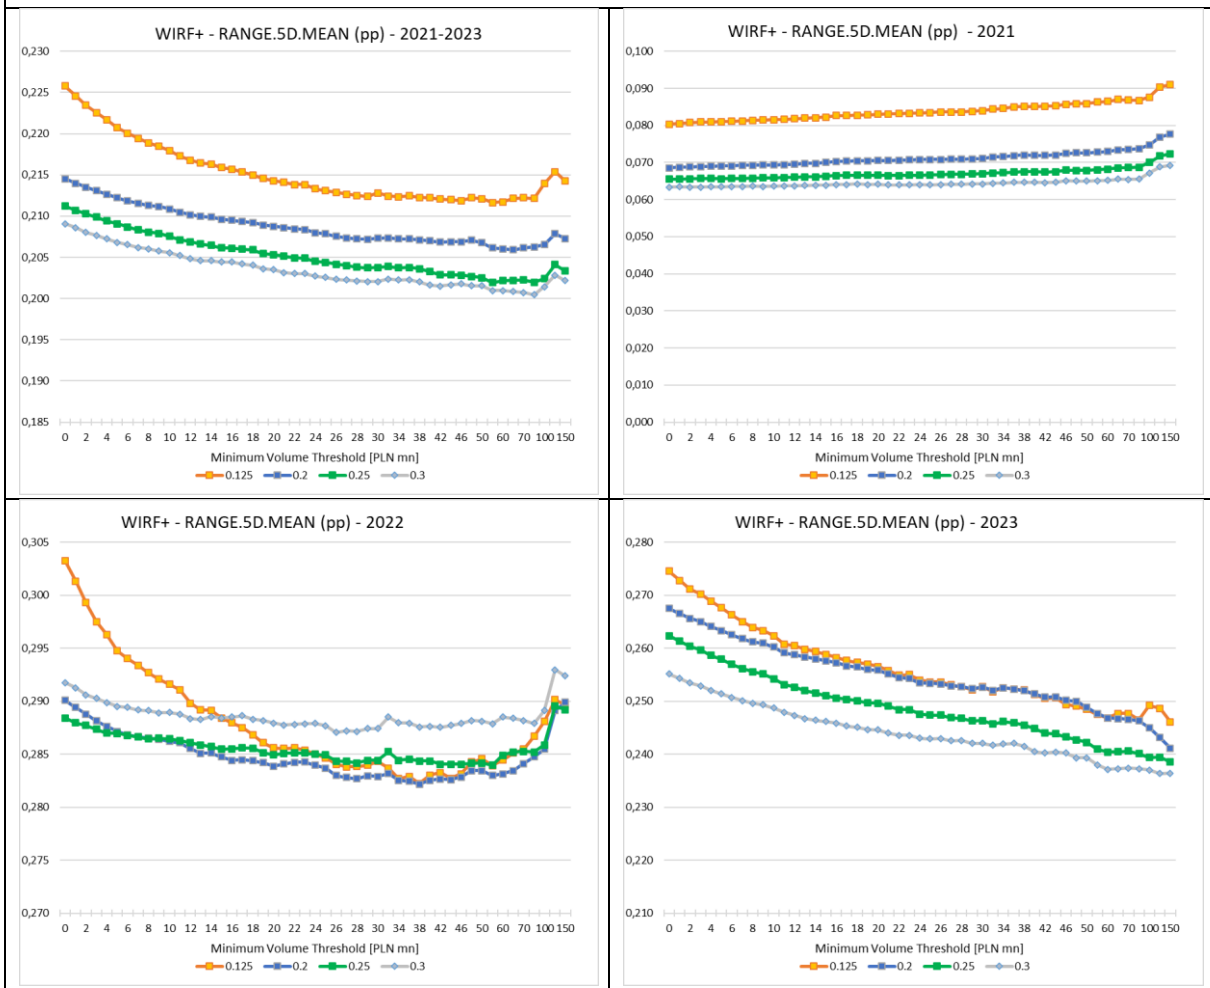 WIRF+ - RANGE.5D.MEAN (pp) - 2021-2023
0,230
0,225
0,220
0,215
0,210
0,205
0,200
0,195
0,190
0,185
0 2 4 6 8 10 12 14 16 18 20 22 24 26 28 30 34 38 42 46 50 60 70 100 150
Minimum Volume Threshold [PLN mn]
0.125 0.2 0.25 0.3
WIRF+ - RANGE.5D.MEAN (pp) - 2021
0,100
0,090
0,080
0,070
0,060
0,050
0,040
0,030
0,020
0,010
0,000
0 2 4 6 8 10 12 14 16 18 20 22 24 26 28 30 34 38 42 46 50 60 70 100 150
Minimum Volume Threshold [PLN mn]
0.125 0.2 0.25 0.3
WIRF+ - RANGE.5D.MEAN (pp) - 2022
0,305
0,300
0,295
0,290
0,285
0,280
0,275
0,270
0 2 4 6 8 10 12 14 16 18 20 22 24 26 28 30 34 38 42 46 50 60 70 100 150
Minimum Volume Threshold [PLN mn]
0.125 0.2 0.25 0.3
WIRF+ - RANGE.5D.MEAN (pp) - 2023
0,280
0,270
0,260
0,250
0,240
0,230
0,220
0,210
0 2 4 6 8 10 12 14 16 18 20 22 24 26 28 30 34 38 42 46 50 60 70 100 150
Minimum Volume Threshold [PLN mn]
0.125 0.2 0.25 0.3